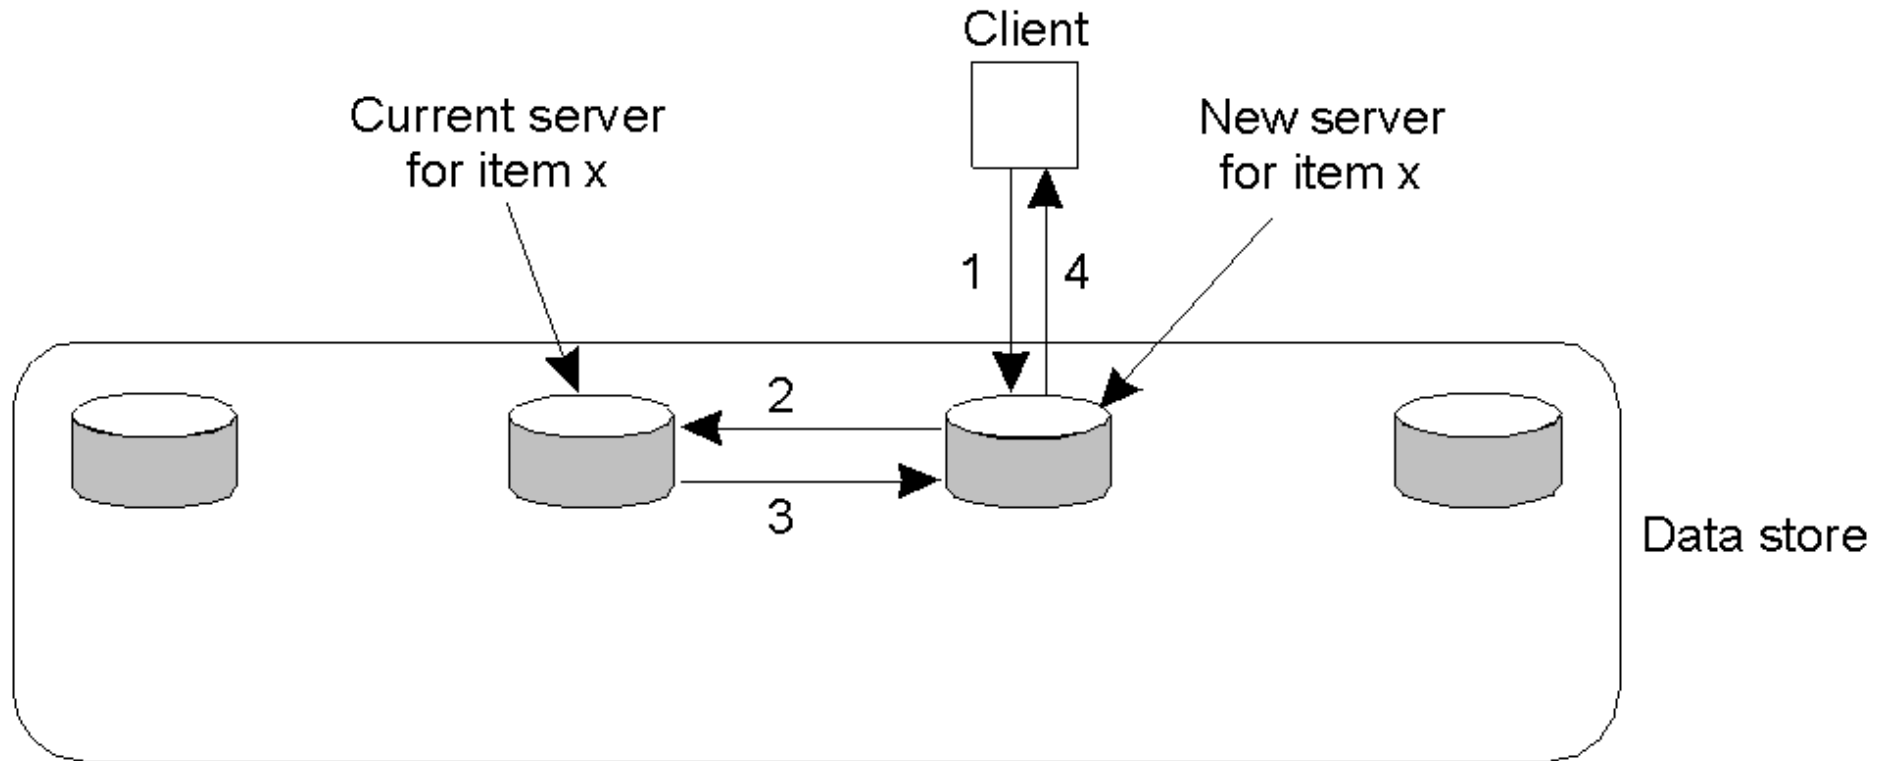 Client
Current server
for item x
New server
for item x
1
4
2
3
Data store